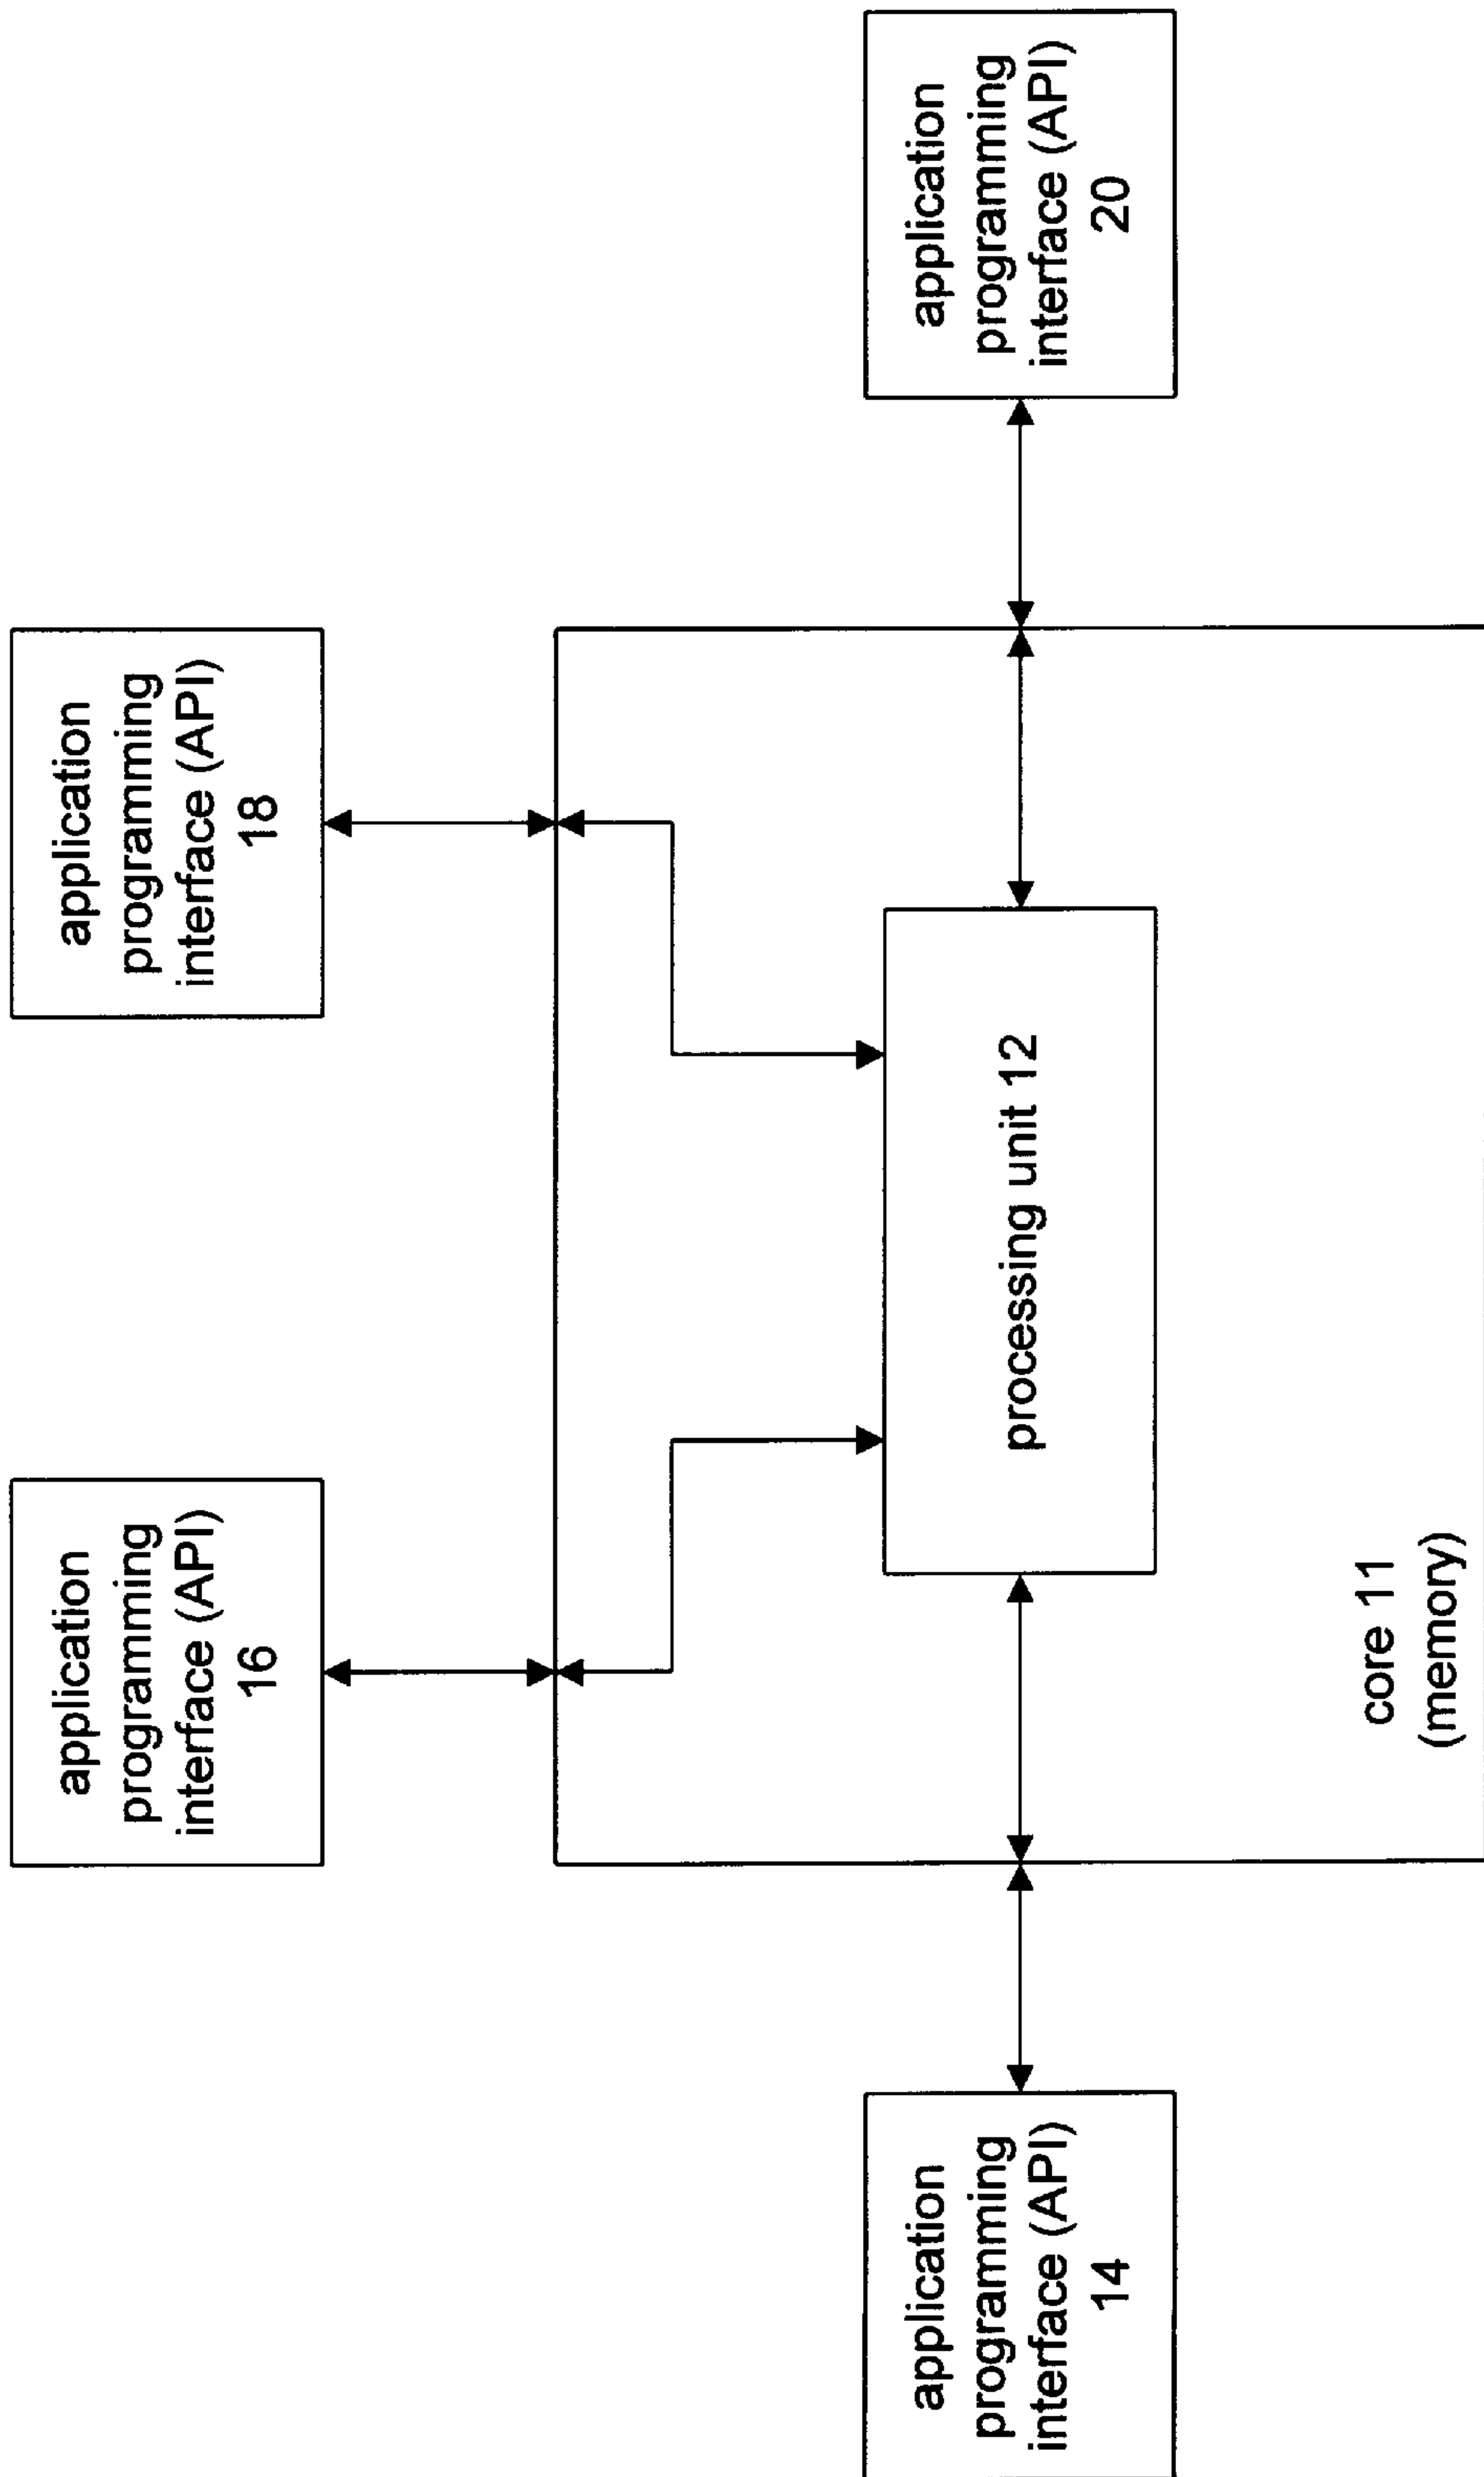 application
programming
interface (API)
16
application
programming
interface (API)
18
application
programming
interface (API)
14
processing unit 12
application
programming
interface (API)
20
core 11
(memory)